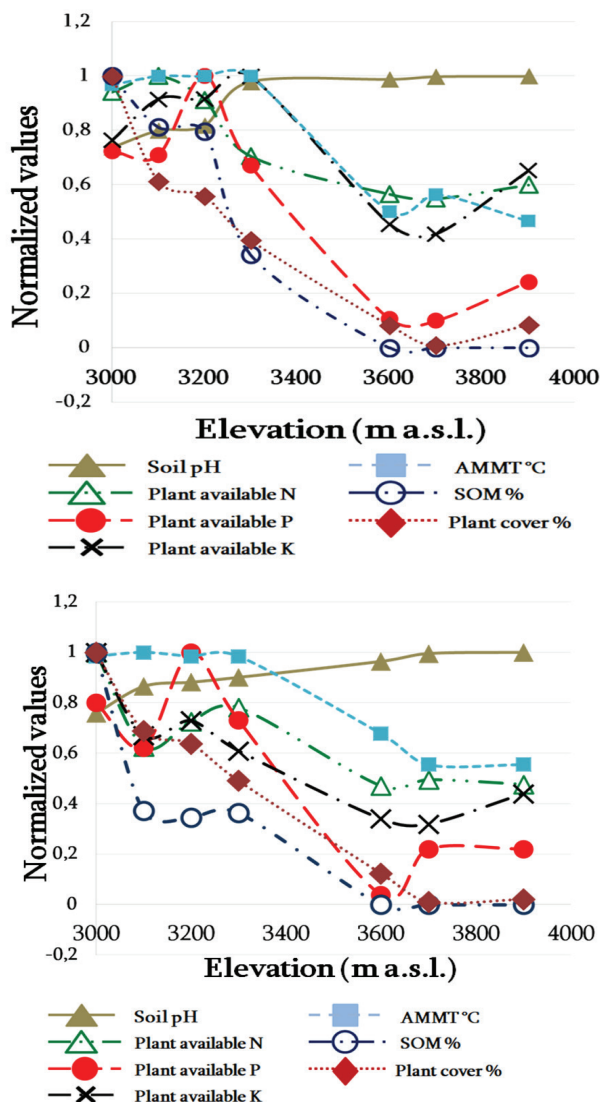 1,2
1
0,8
0,6
0,4
0,2
0
-0,2
Normalized values
3000 3200 3400 3600 3800 4000
Elevation (m a.s.l.)
Soil pH
Plant available N
Plant available P
Plant available K
AMMT °C
SOM %
Plant cover %
1,2
1
0,8
0,6
0,4
0,2
0
-0,2
Normalized values
3000 3200 3400 3600 3800 4000
Elevation (m a.s.l.)
Soil pH
Plant available N
Plant available P
Plant available K
AMMT °C
SOM %
Plant cover %